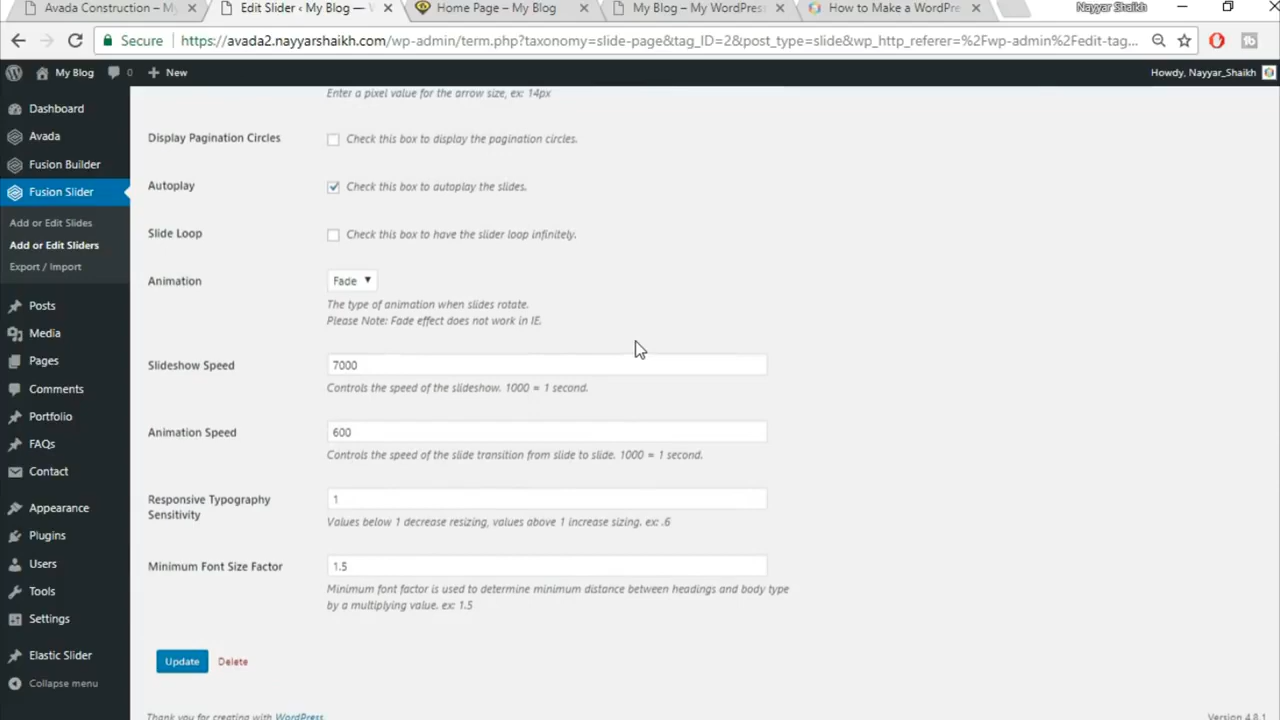 Avada Construction – My
Edit Slider ‹ My Blog —
Home Page – My Blog
My Blog – My WordPress
How to Make a WordPre
Nayyar Shaikh
Secure
https://avada2.nayyarshaikh.com/wp-admin/term.php?taxonomy=slide-page&tag_ID=2&post_type=slide&wp_http_referer=%2Fwp-admin%2Fedit-tag...
My Blog
0
New
Howdy, Nayyar_Shaikh
Dashboard
Avada
Fusion Builder
Fusion Slider
Add or Edit Slides
Add or Edit Sliders
Export / Import
Posts
Media
Pages
Comments
Portfolio
FAQs
Contact
Appearance
Plugins
Users
Tools
Settings
Elastic Slider
Collapse menu
Enter a pixel value for the arrow size, ex: 14px
Display Pagination Circles
Check this box to display the pagination circles.
Autoplay
Check this box to autoplay the slides.
Slide Loop
Check this box to have the slider loop infinitely.
Animation
Fade
The type of animation when slides rotate.
Please Note: Fade effect does not work in IE.
Slideshow Speed
7000
Controls the speed of the slideshow. 1000 = 1 second.
Animation Speed
600
Controls the speed of the slide transition from slide to slide. 1000 = 1 second.
Responsive Typography
Sensitivity
1
Values below 1 decrease resizing, values above 1 increase sizing. ex: .6
Minimum Font Size Factor
1.5
Minimum font factor is used to determine minimum distance between headings and body type
by a multiplying value. ex: 1.5
Update
Delete
Thank you for creating with WordPress.
Version 4.8.1